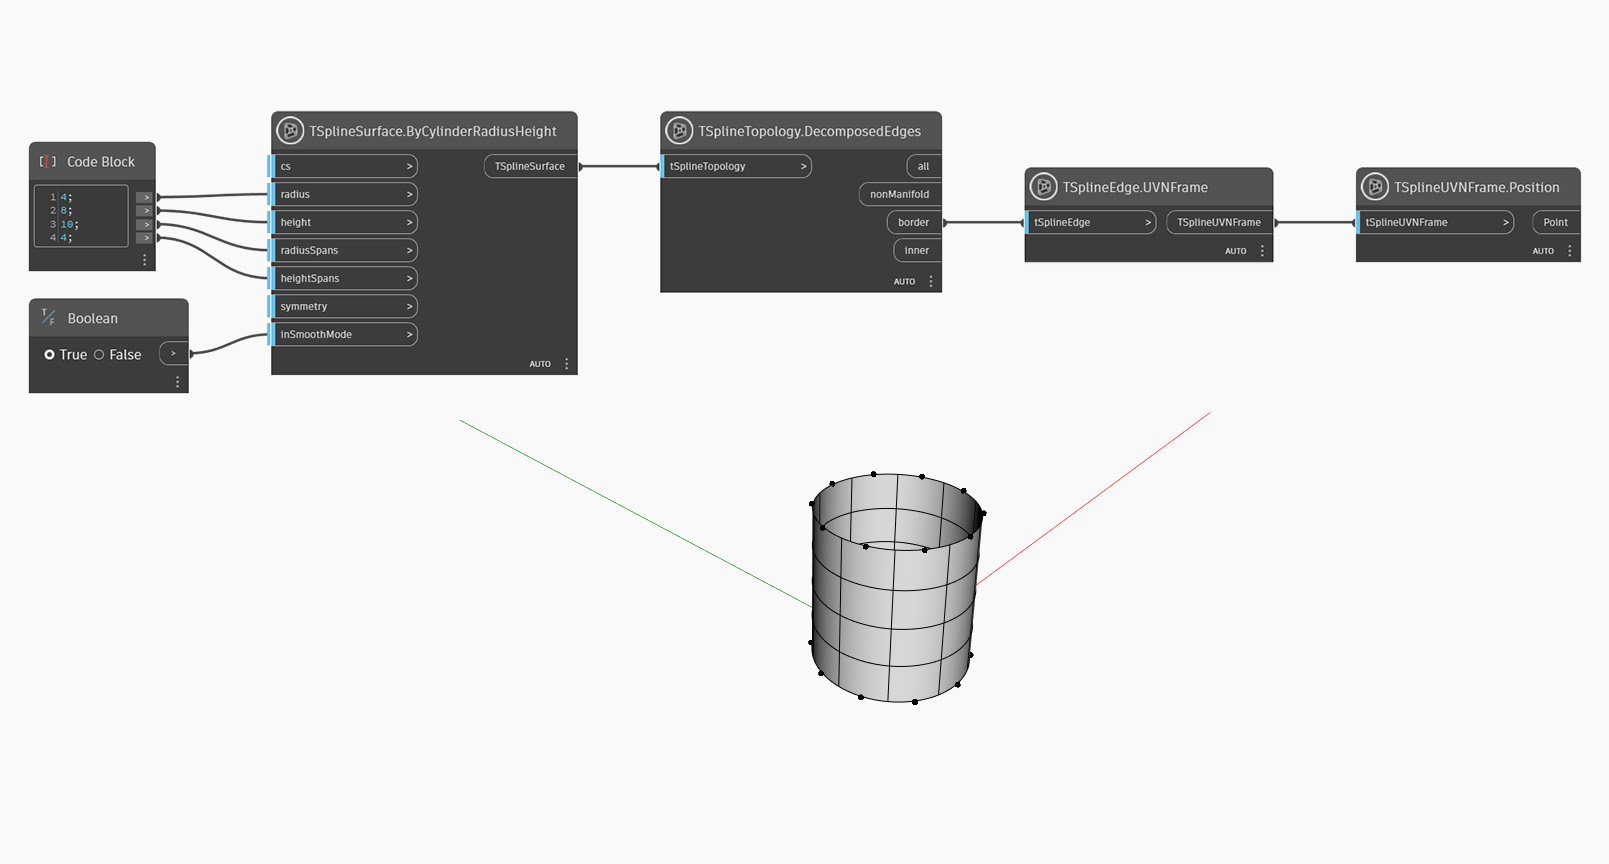 Code Block
1 4; >
2 8; >
3 10; >
4 4; >
T/F Boolean
True False >
TSplineSurface.ByCylinderRadiusHeight
cs > TSplineSurface
radius >
height >
radiusSpans >
heightSpans >
symmetry >
inSmoothMode >
AUTO
TSplineTopology.DecomposedEdges
tSplineTopology > all
nonManifold
border
inner
AUTO
TSplineEdge.UVNFrame
tSplineEdge > TSplineUVNFrame
AUTO
TSplineUVNFrame.Position
tSplineUVNFrame > Point
AUTO